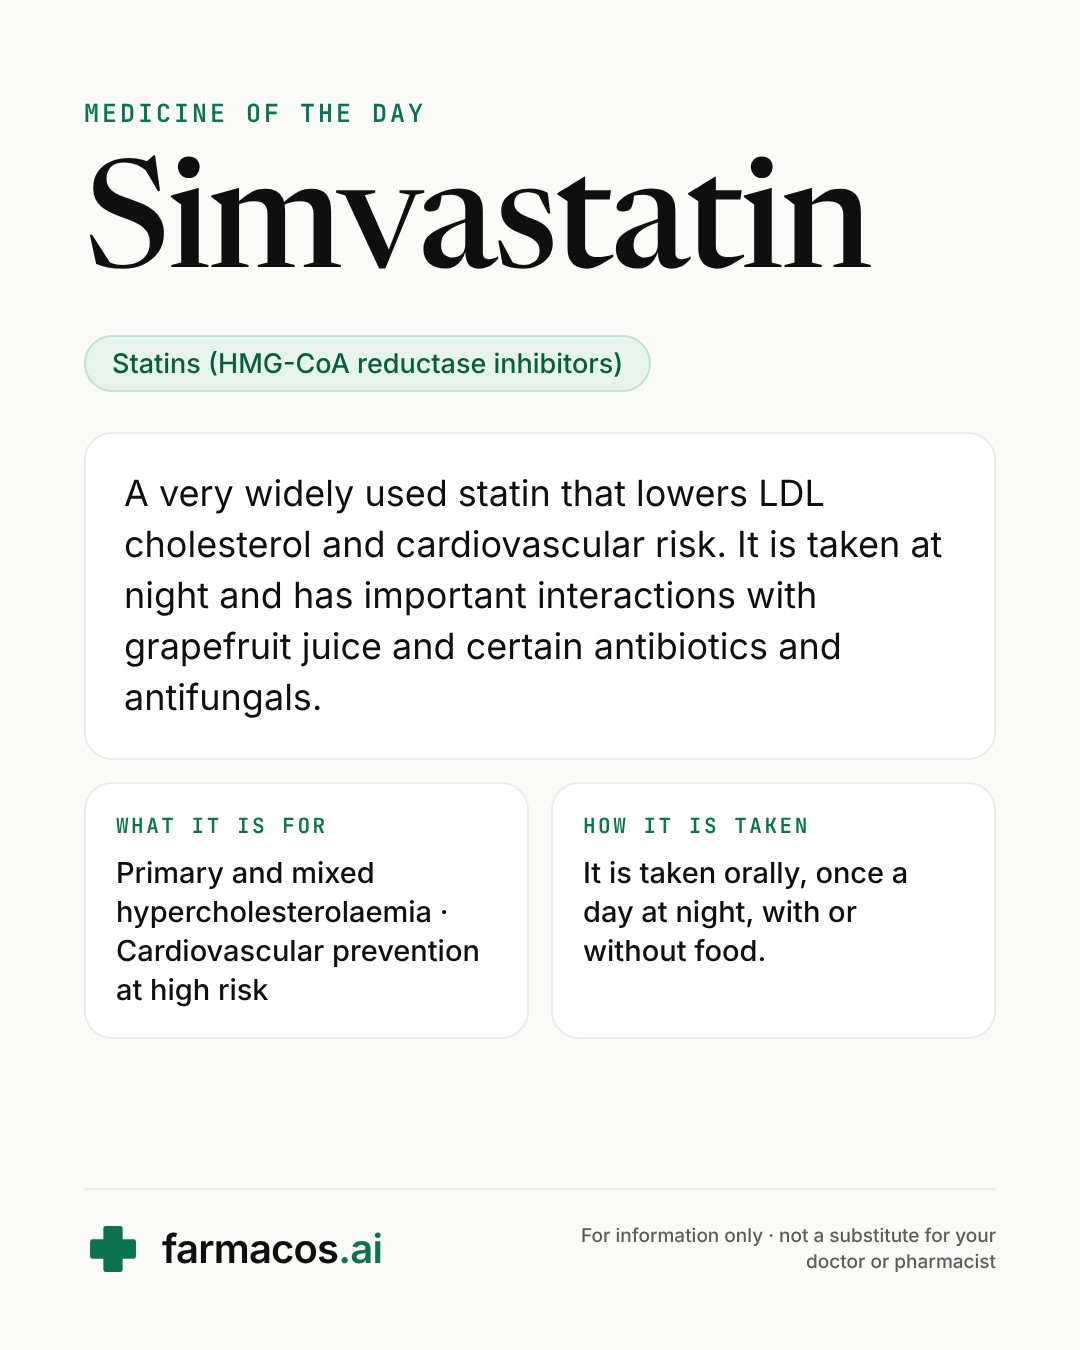 MEDICINE OF THE DAY
Simvastatin
Statins (HMG-CoA reductase inhibitors)
A very widely used statin that lowers LDL
cholesterol and cardiovascular risk. It is taken at
night and has important interactions with
grapefruit juice and certain antibiotics and
antifungals.
WHAT IT IS FOR
Primary and mixed
hypercholesterolaemia ·
Cardiovascular prevention
at high risk
HOW IT IS TAKEN
It is taken orally, once a
day at night, with or
without food.
farmacos.ai
For information only · not a substitute for your
doctor or pharmacist